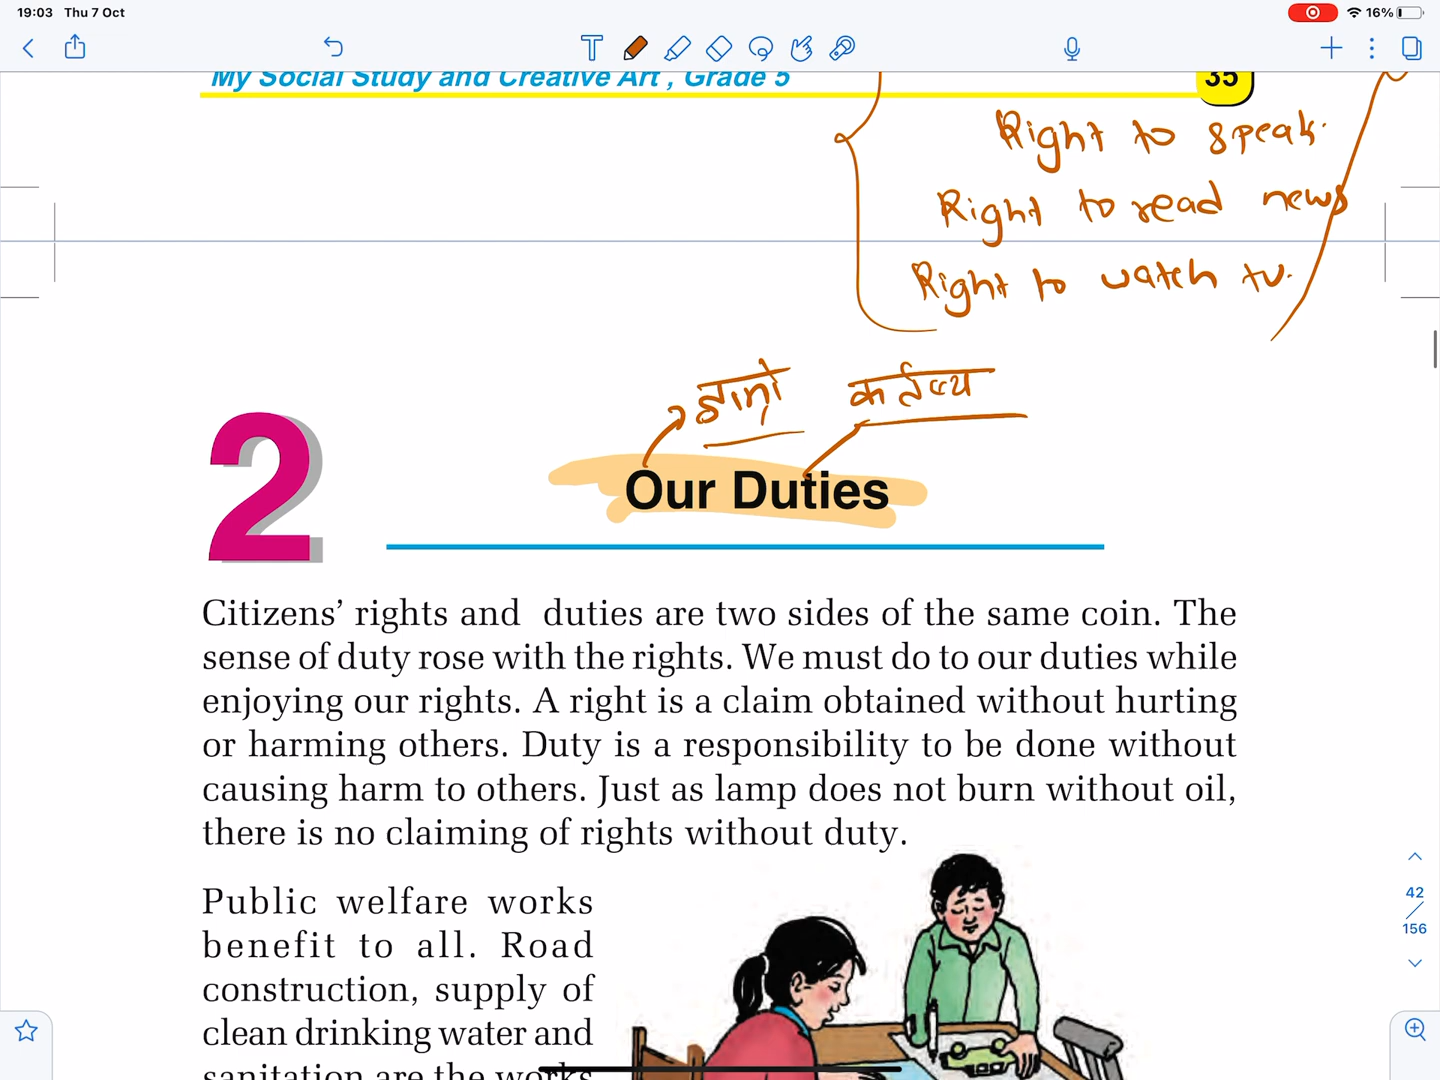 19:03 Thu 7 Oct
16%
My Social Study and Creative Art , Grade 5 35
Right to speak.
Right to read news
Right to watch tv.
हाम्रो कर्तव्य
2 Our Duties
Citizens’ rights and duties are two sides of the same coin. The
sense of duty rose with the rights. We must do to our duties while
enjoying our rights. A right is a claim obtained without hurting
or harming others. Duty is a responsibility to be done without
causing harm to others. Just as lamp does not burn without oil,
there is no claiming of rights without duty.
Public welfare works
benefit to all. Road
construction, supply of
clean drinking water and
sanitation are the works
42
156